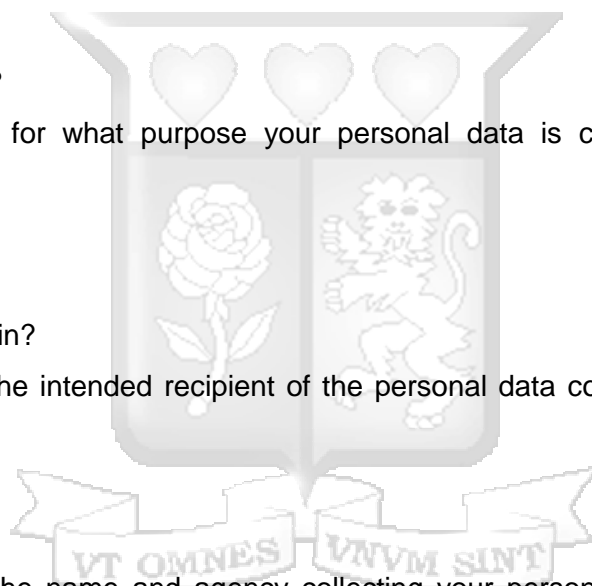 for what purpose your personal data is c
in?
he intended recipient of the personal data co
VT OMNES VNVM SINT
he name and agency collecting your person